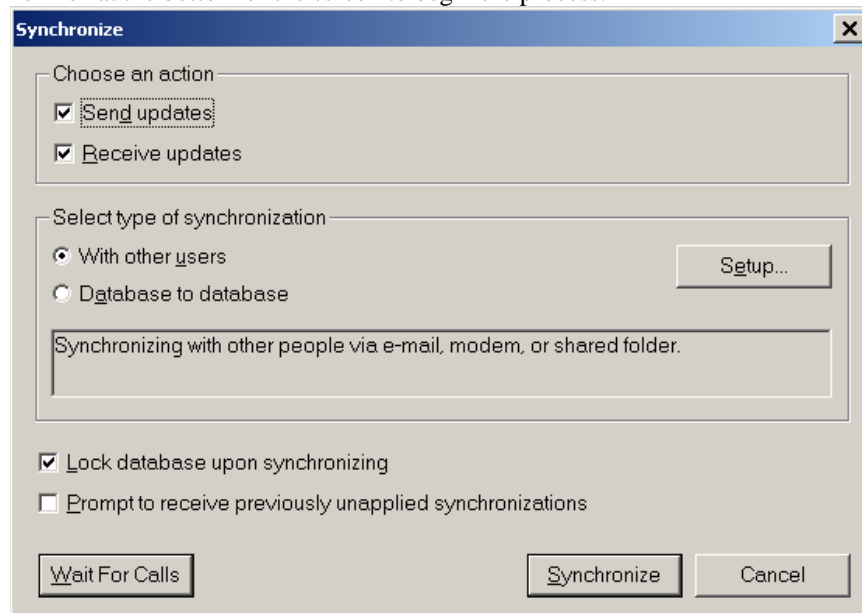 Synchronize
Choose an action
Send updates
Receive updates
Select type of synchronization
With other users
Setup...
Database to database
Synchronizing with other people via e-mail, modem, or shared folder.
Lock database upon synchronizing
Prompt to receive previously unapplied synchronizations
Wait For Calls
Synchronize
Cancel